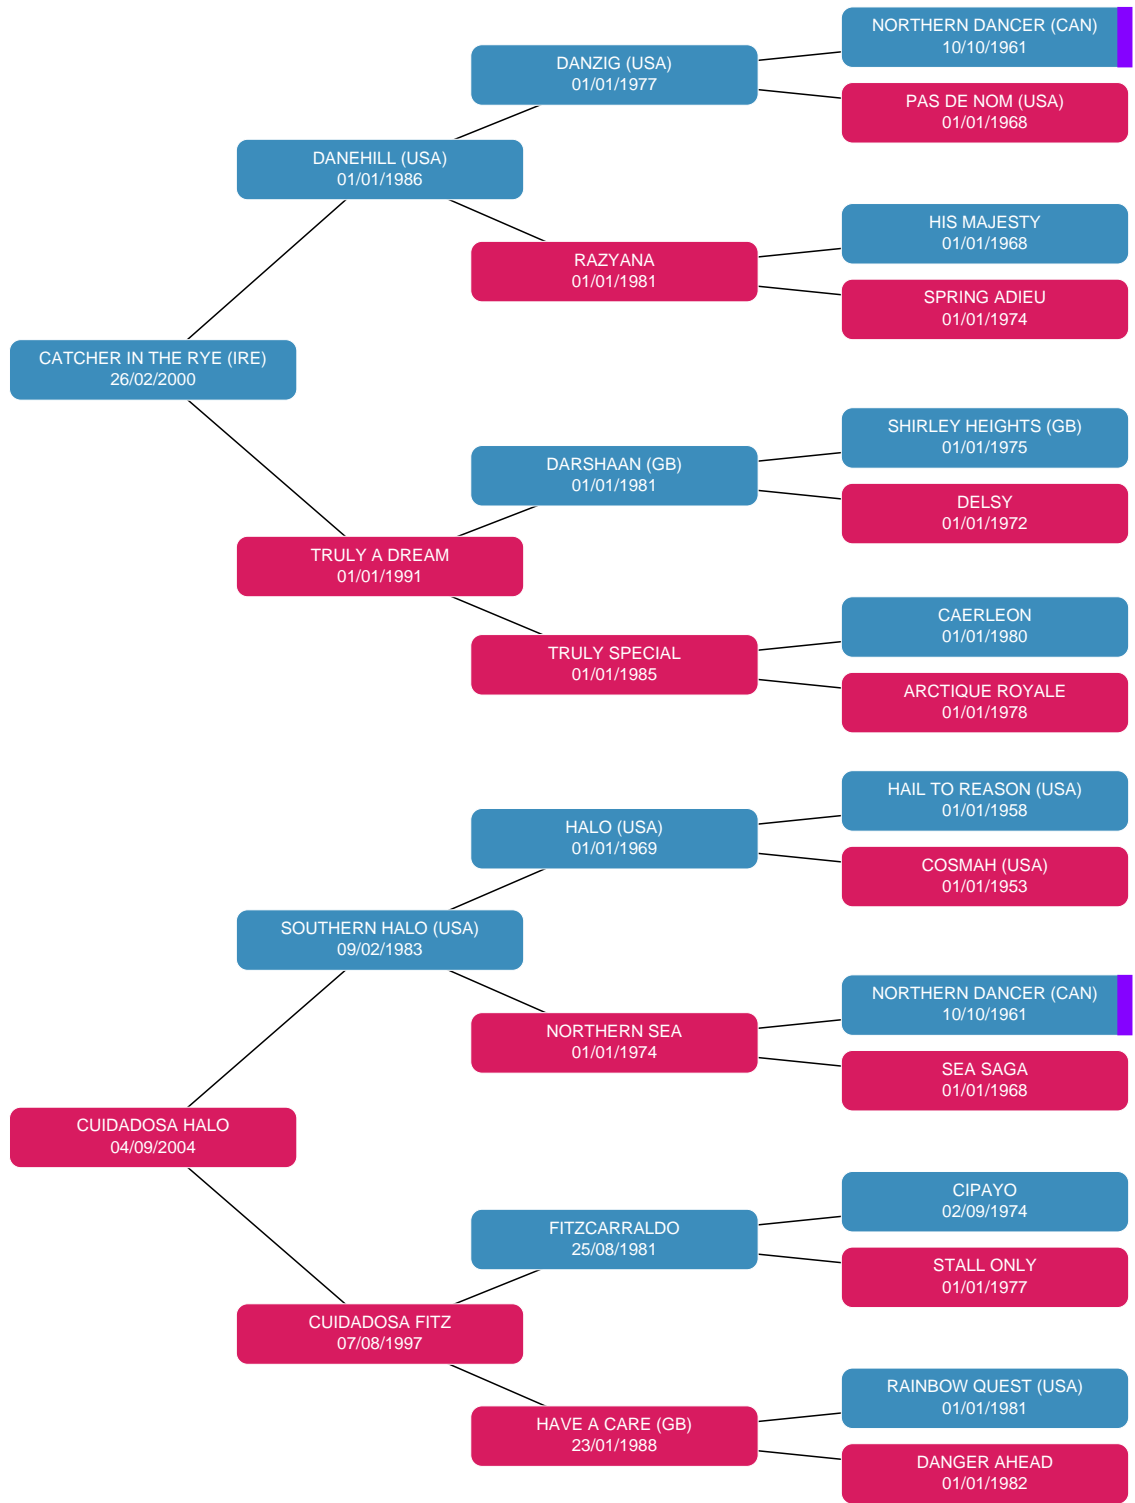 NORTHERN DANCER (CAN)
10/10/1961
DANZIG (USA)
01/01/1977
PAS DE NOM (USA)
01/01/1968
DANEHILL (USA)
01/01/1986
HIS MAJESTY
01/01/1968
RAZYANA
01/01/1981
SPRING ADIEU
01/01/1974
CATCHER IN THE RYE (IRE)
26/02/2000
SHIRLEY HEIGHTS (GB)
01/01/1975
DARSHAAN (GB)
01/01/1981
DELSY
01/01/1972
TRULY A DREAM
01/01/1991
CAERLEON
01/01/1980
TRULY SPECIAL
01/01/1985
ARCTIQUE ROYALE
01/01/1978
HAIL TO REASON (USA)
01/01/1958
HALO (USA)
01/01/1969
COSMAH (USA)
01/01/1953
SOUTHERN HALO (USA)
09/02/1983
NORTHERN DANCER (CAN)
10/10/1961
NORTHERN SEA
01/01/1974
SEA SAGA
01/01/1968
CUIDADOSA HALO
04/09/2004
CIPAYO
02/09/1974
FITZCARRALDO
25/08/1981
STALL ONLY
01/01/1977
CUIDADOSA FITZ
07/08/1997
RAINBOW QUEST (USA)
01/01/1981
HAVE A CARE (GB)
23/01/1988
DANGER AHEAD
01/01/1982